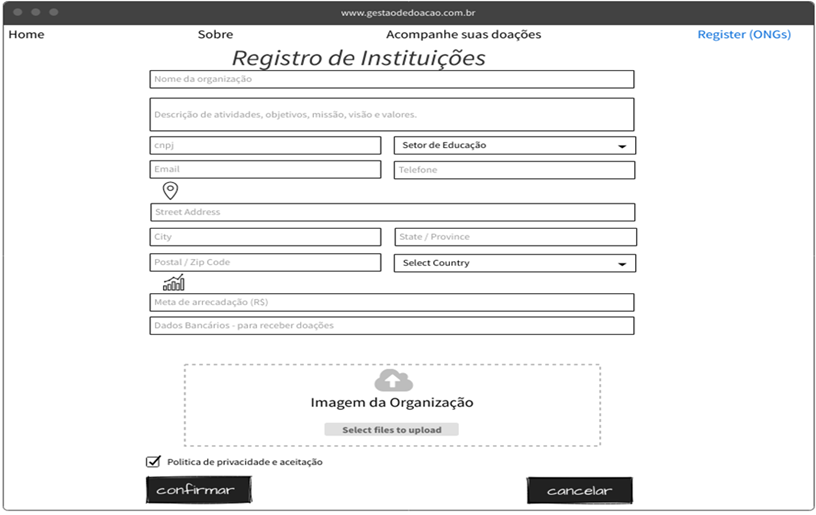 www.gestaodedoacao.com.br
Home Sobre Acompanhe suas doações Register (ONGs)
Registro de Instituições
Nome da organização
Descrição de atividades, objetivos, missão, visão e valores.
cnpj Setor de Educação
Email Telefone
Street Address
City State / Province
Postal / Zip Code Select Country
Meta de arrecadação (R$)
Dados Bancários - para receber doações
Imagem da Organização
Select files to upload
Politica de privacidade e aceitação
confirmar cancelar